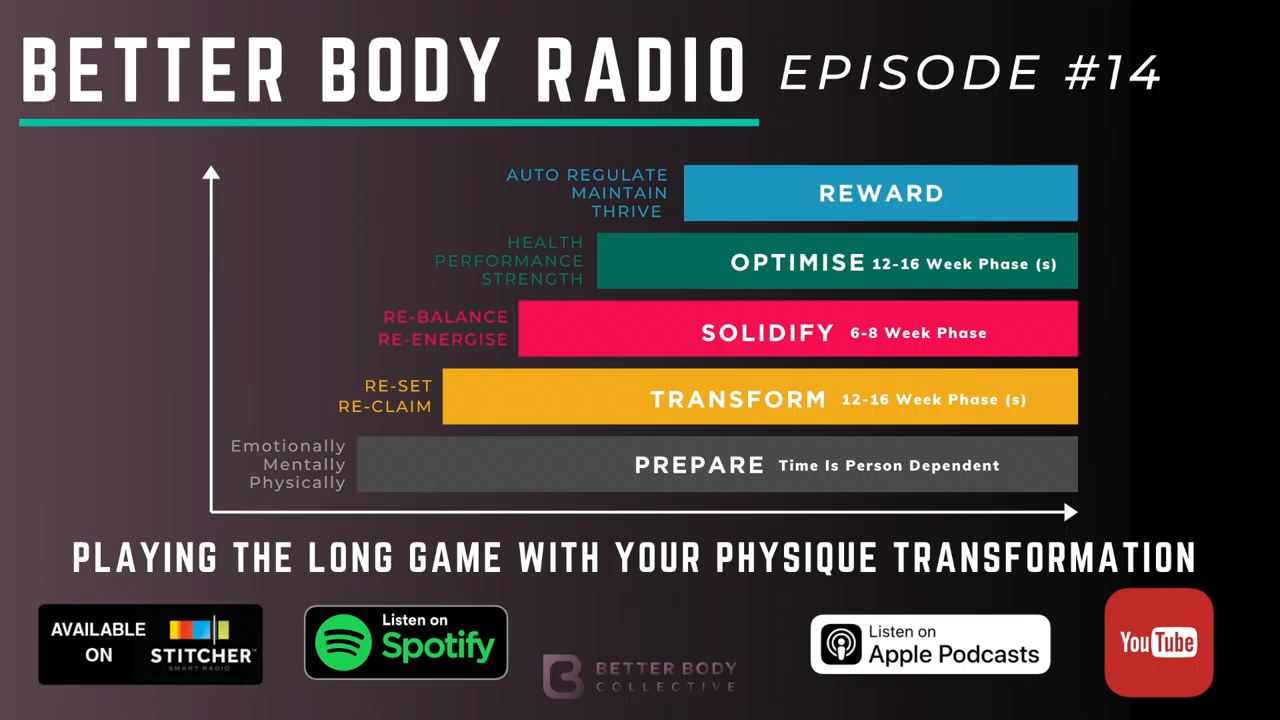 BETTER BODY RADIO EPISODE #14
AUTO REGULATE
MAINTAIN
THRIVE
REWARD
HEALTH
PERFORMANCE
STRENGTH
OPTIMISE 12-16 Week Phase (s)
RE-BALANCE
RE-ENERGISE
SOLIDIFY 6-8 Week Phase
RE-SET
RE-CLAIM
TRANSFORM 12-16 Week Phase (s)
Emotionally
Mentally
Physically
PREPARE Time Is Person Dependent
PLAYING THE LONG GAME WITH YOUR PHYSIQUE TRANSFORMATION
AVAILABLE
ON
STITCHER™
SMART RADIO
Listen on
Spotify
BETTER BODY
COLLECTIVE
Listen on
Apple Podcasts
YouTube